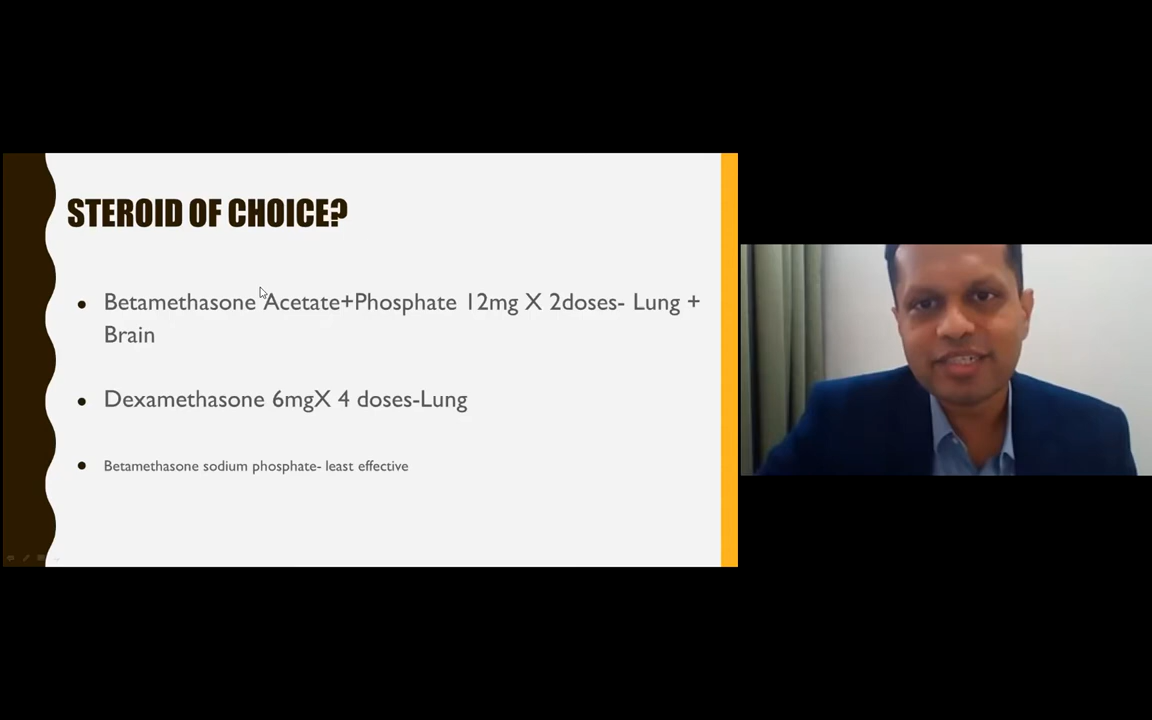 STEROID OF CHOICE?
Betamethasone Acetate+Phosphate 12mg X 2doses- Lung +
Brain
Dexamethasone 6mgX 4 doses-Lung
Betamethasone sodium phosphate- least effective